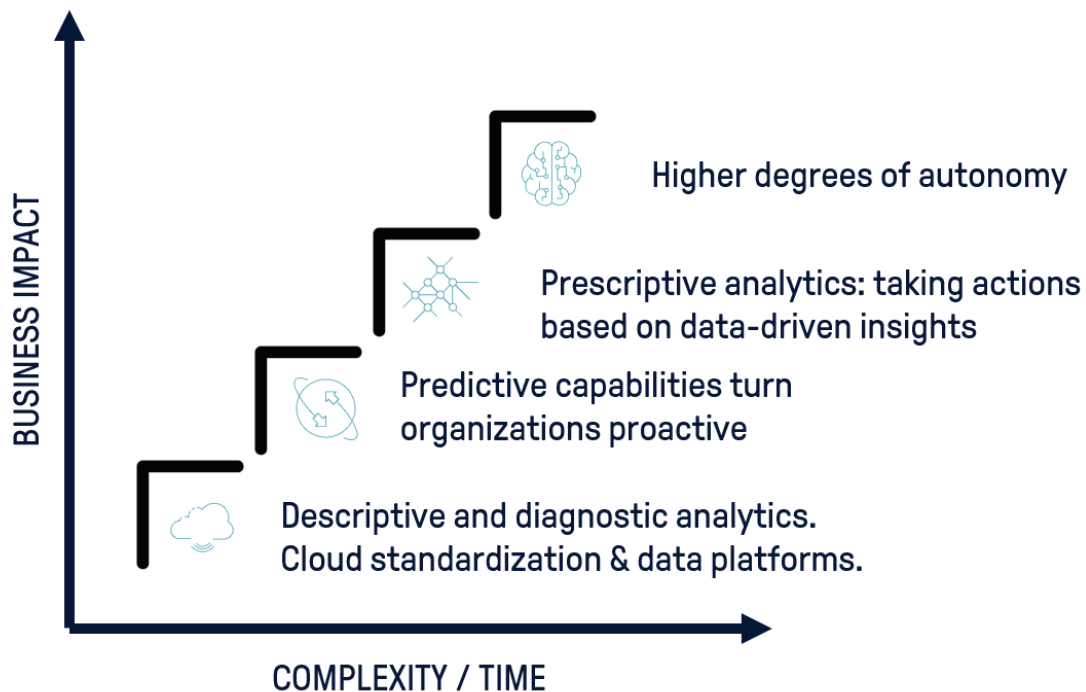 Higher degrees of autonomy
Prescriptive analytics: taking actions
based on data-driven insights
Predictive capabilities turn
organizations proactive
Descriptive and diagnostic analytics.
Cloud standardization & data platforms.
BUSINESS IMPACT
COMPLEXITY / TIME